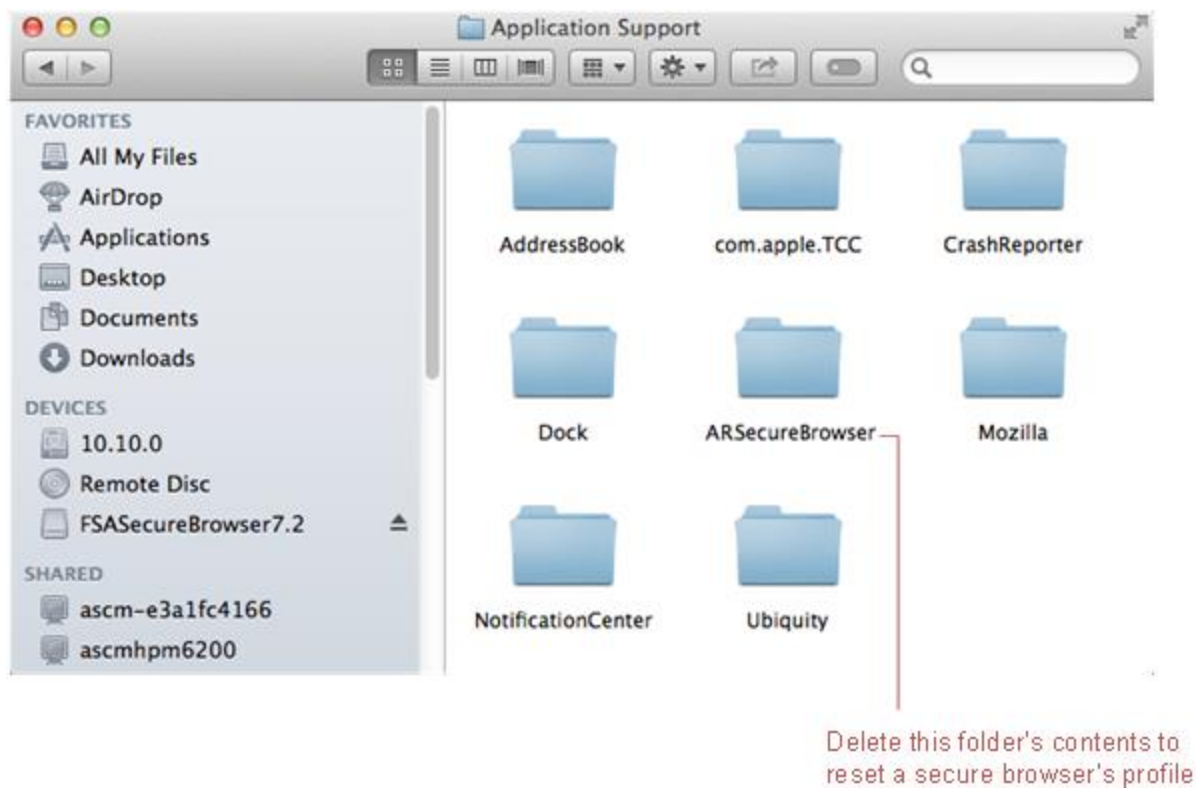 Application Support
FAVORITES
All My Files
AirDrop
Applications
Desktop
Documents
Downloads
DEVICES
10.10.0
Remote Disc
FSASecureBrowser7.2
SHARED
ascm-e3a1fc4166
ascmhpm6200
AddressBook
com.apple.TCC
CrashReporter
Dock
ARSecureBrowser
Mozilla
NotificationCenter
Ubiquity
Delete this folder's contents to
reset a secure browser's profile